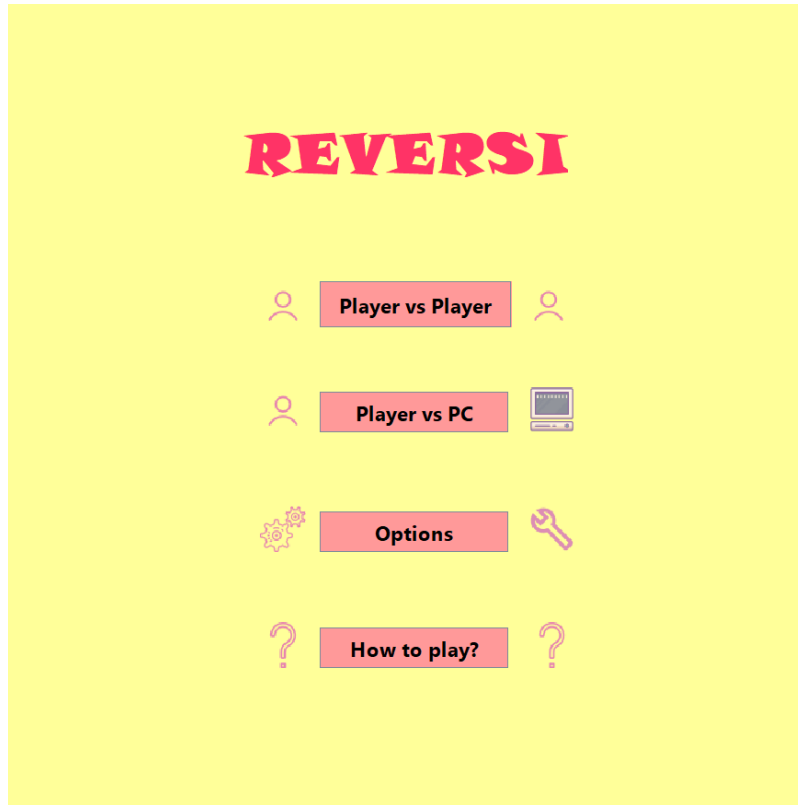 REVERSI
Player vs Player
Player vs PC
Options
How to play?